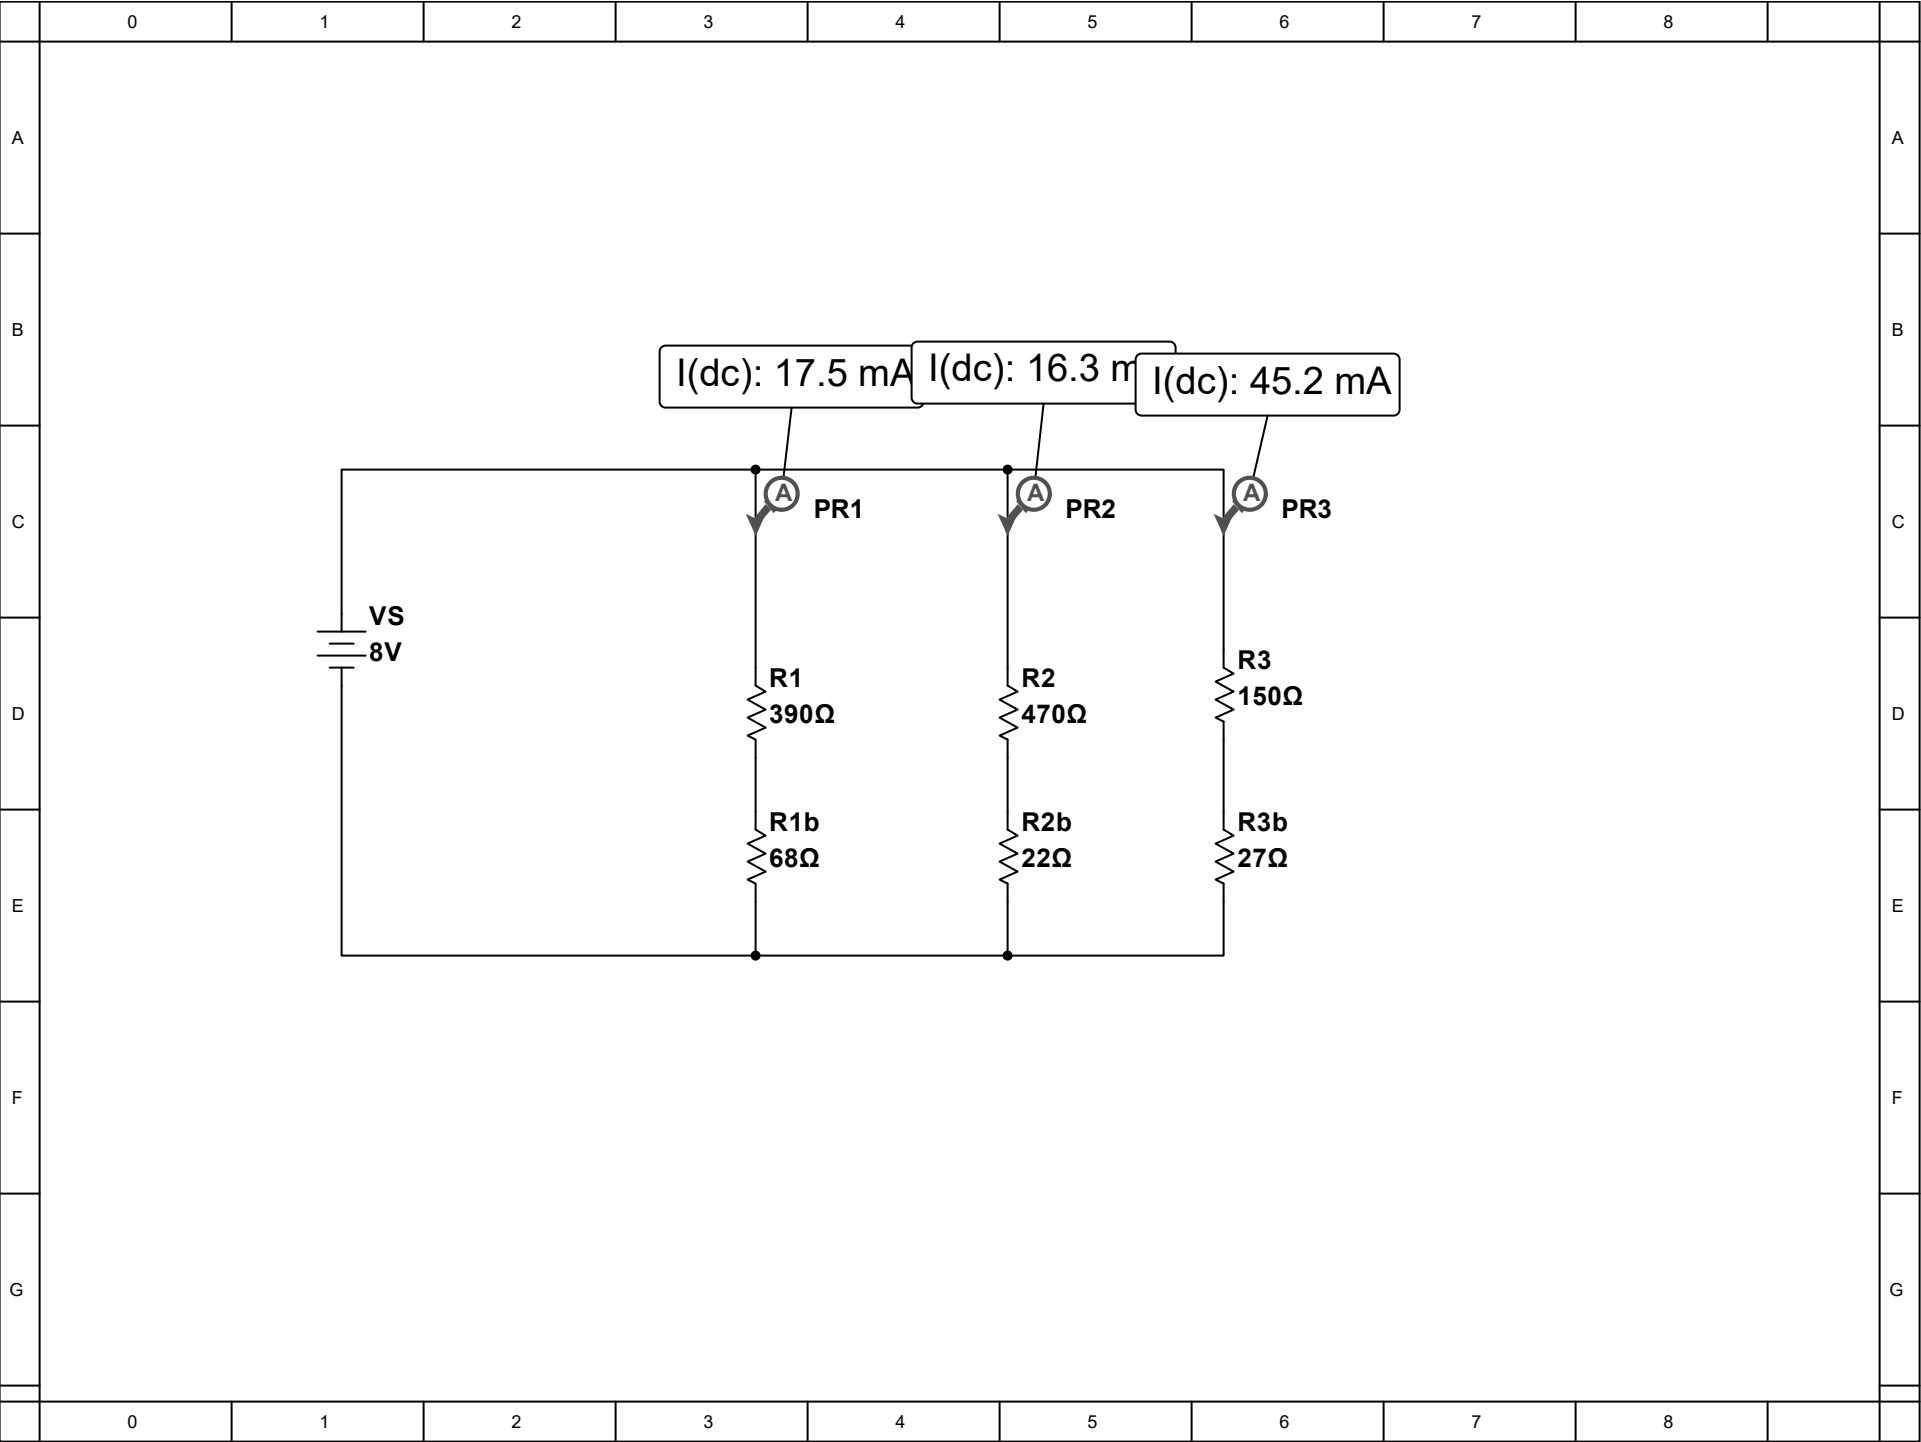 0 1 2 3 4 5 6 7 8
A A
B B
I(dc): 17.5 mA I(dc): 16.3 m I(dc): 45.2 mA
C PR1 PR2 PR3 C
VS
8V
R1 R2 R3
390Ω 470Ω 150Ω
D D
R1b R2b R3b
68Ω 22Ω 27Ω
E E
F F
G G
0 1 2 3 4 5 6 7 8